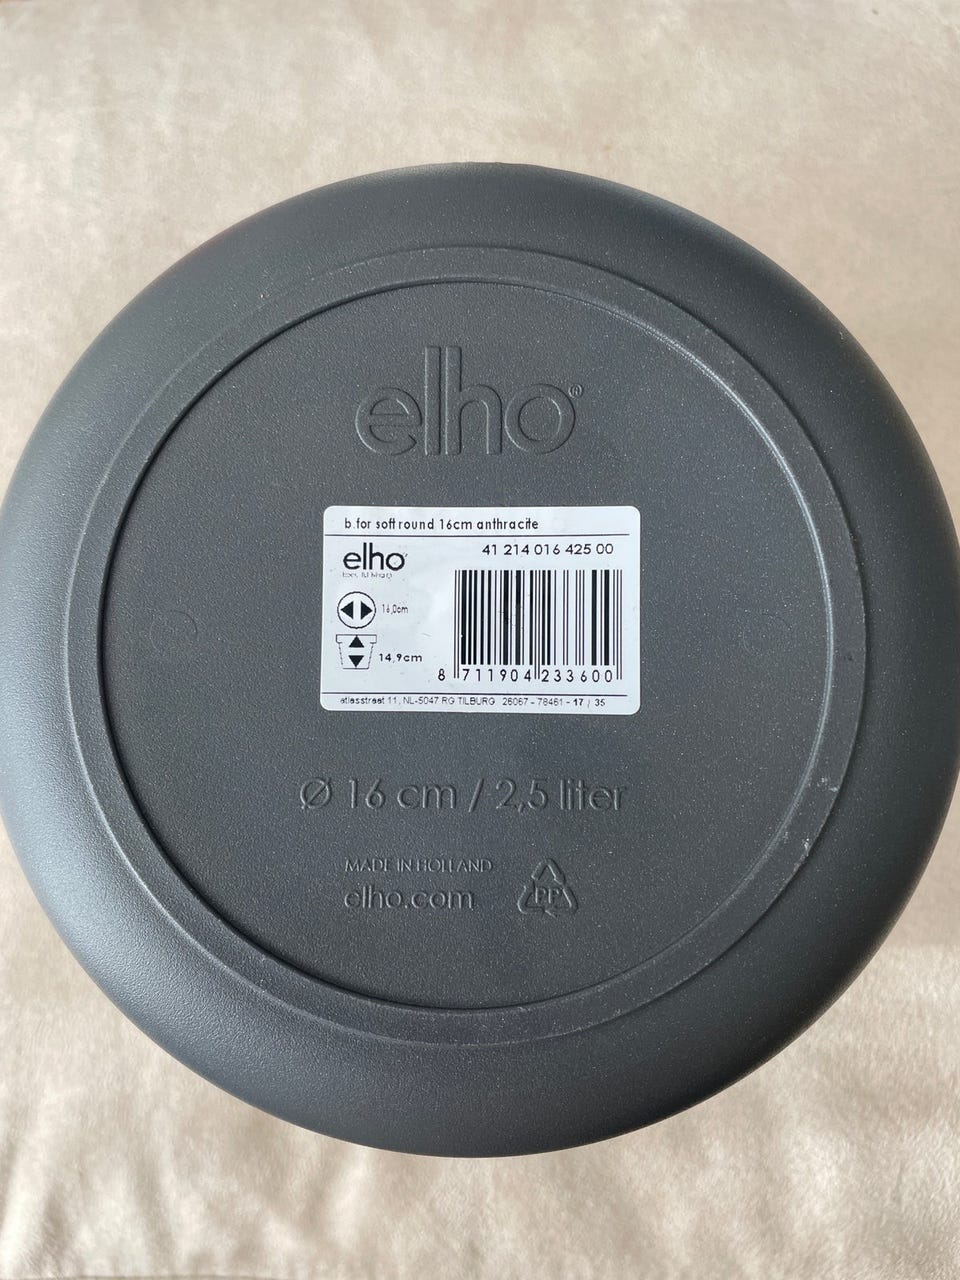 elho®
b.for soft round 16cm anthracite
elho
41 214 016 425 00
16,0cm
14,9cm
8 711904 233600
atlasstraat 11, NL-5047 RG TILBURG 26067 - 78461 - 17 / 35
Ø 16 cm / 2,5 liter
MADE IN HOLLAND
elho.com
PP